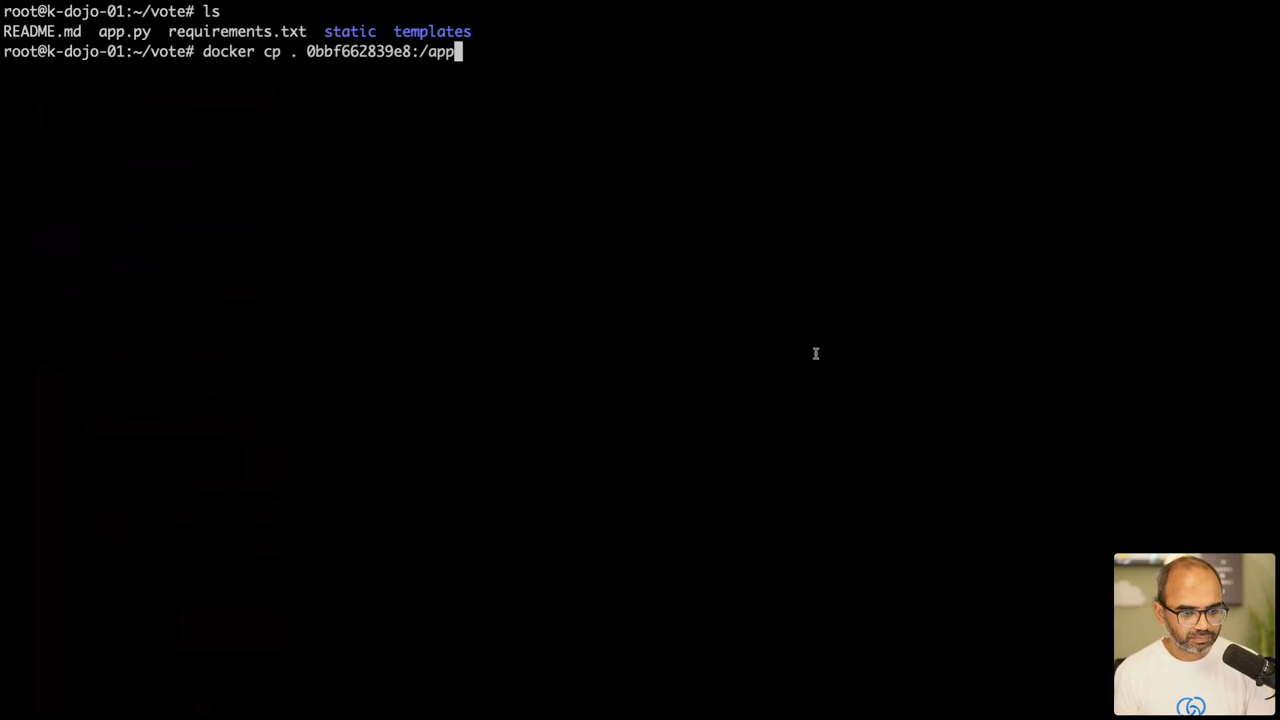 root@k-dojo-01:~/vote# ls
README.md  app.py  requirements.txt  static  templates
root@k-dojo-01:~/vote# docker cp . 0bbf662839e8:/app